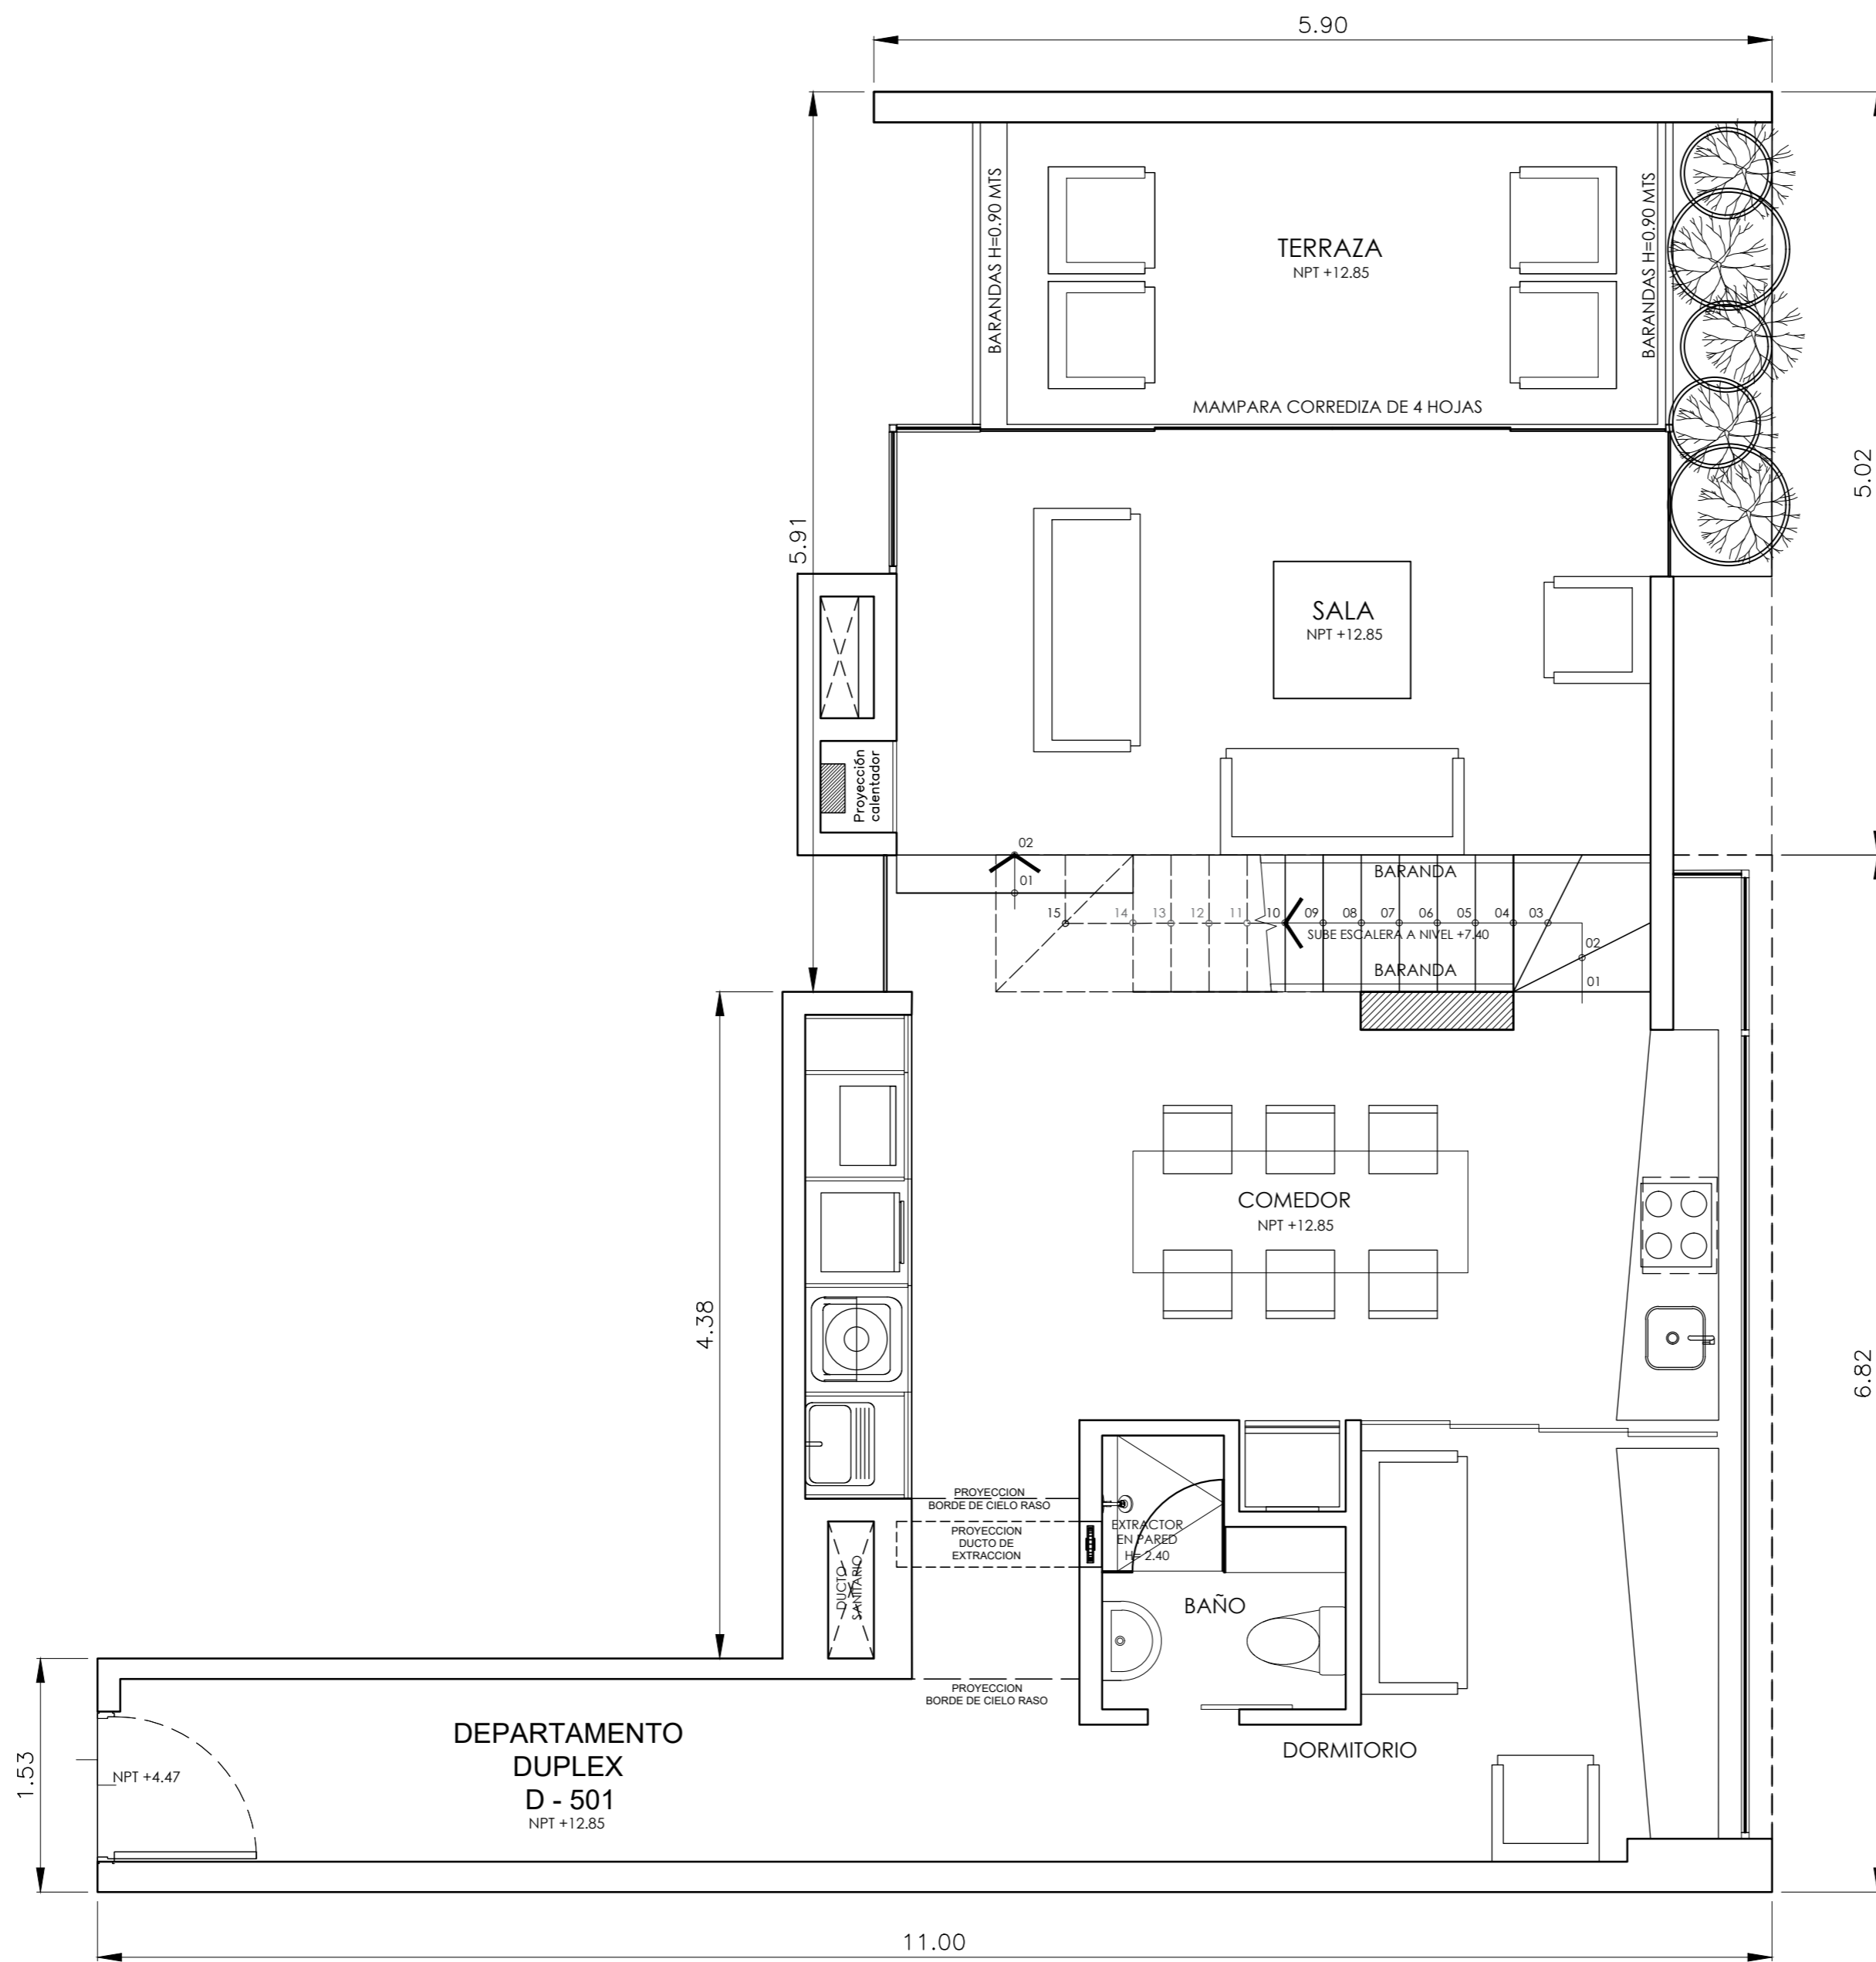 5.90
BARANDAS H=0.90 MTS
TERRAZA
NPT +12.85
BARANDAS H=0.90 MTS
MAMPARA CORREDIZA DE 4 HOJAS
5.02
5.91
SALA
NPT +12.85
Proyección
calentador
02
01
BARANDA
15 14 13 12 11 10 09 08 07 06 05 04 03
SUBE ESCALERA A NIVEL +7.40
02
BARANDA
01
COMEDOR
NPT +12.85
4.38
6.82
PROYECCION
BORDE DE CIELO RASO
PROYECCION
DUCTO DE
EXTRACCION
EXTRACTOR
EN PARED
H= 2.40
DUCTO
SANITARIO
BAÑO
PROYECCION
BORDE DE CIELO RASO
DORMITORIO
DEPARTAMENTO
DUPLEX
D - 501
NPT +12.85
NPT +4.47
1.53
11.00